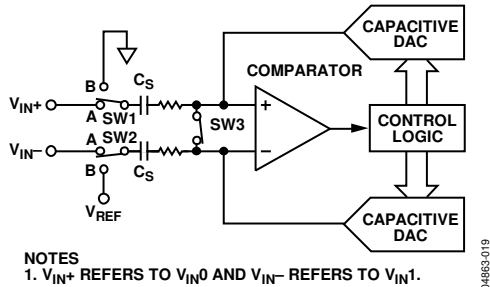 CAPACITIVE
DAC
COMPARATOR
B
CS
VIN+
A SW1
+
SW3
CONTROL
LOGIC
A SW2
VIN–
–
B
CS
VREF
CAPACITIVE
DAC
NOTES
1. VIN+ REFERS TO VIN0 AND VIN– REFERS TO VIN1.
04863-019